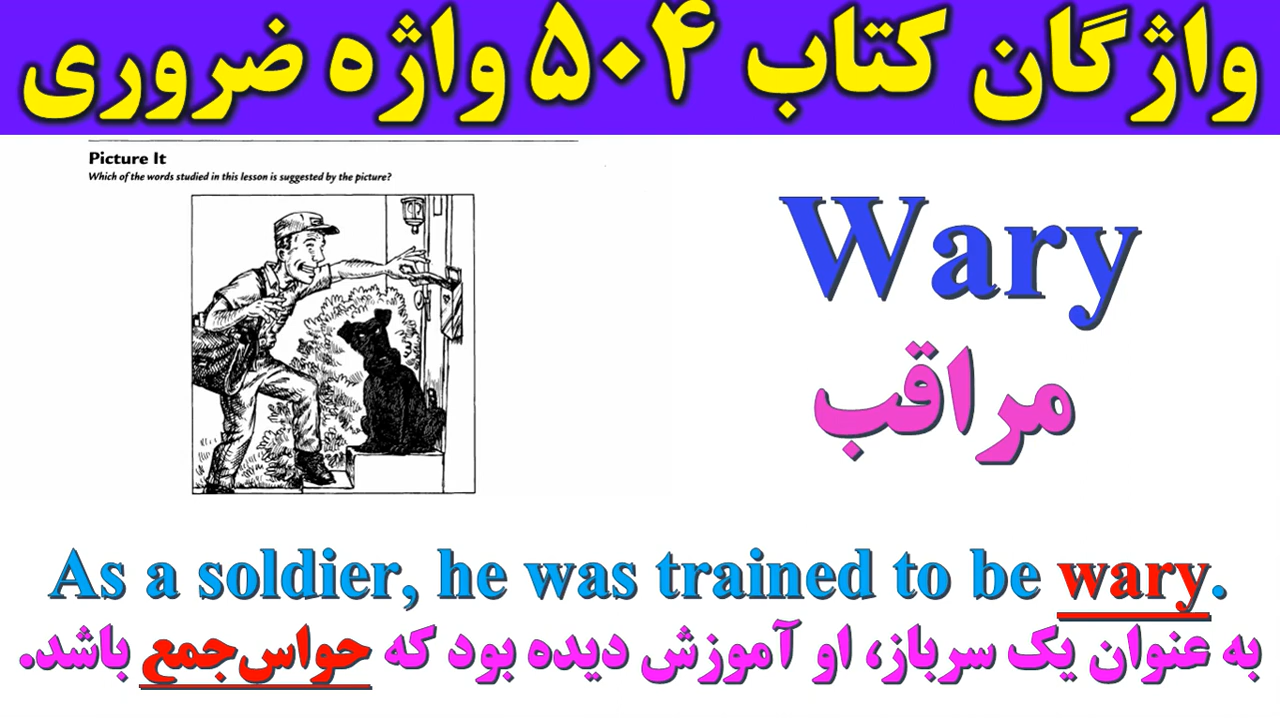 واژگان کتاب ۵۰۴ واژه ضروری
Picture It
Which of the words studied in this lesson is suggested by the picture?
Wary
مراقب
As a soldier, he was trained to be wary.
به عنوان یک سرباز، او آموزش دیده بود که حواس‌جمع باشد.